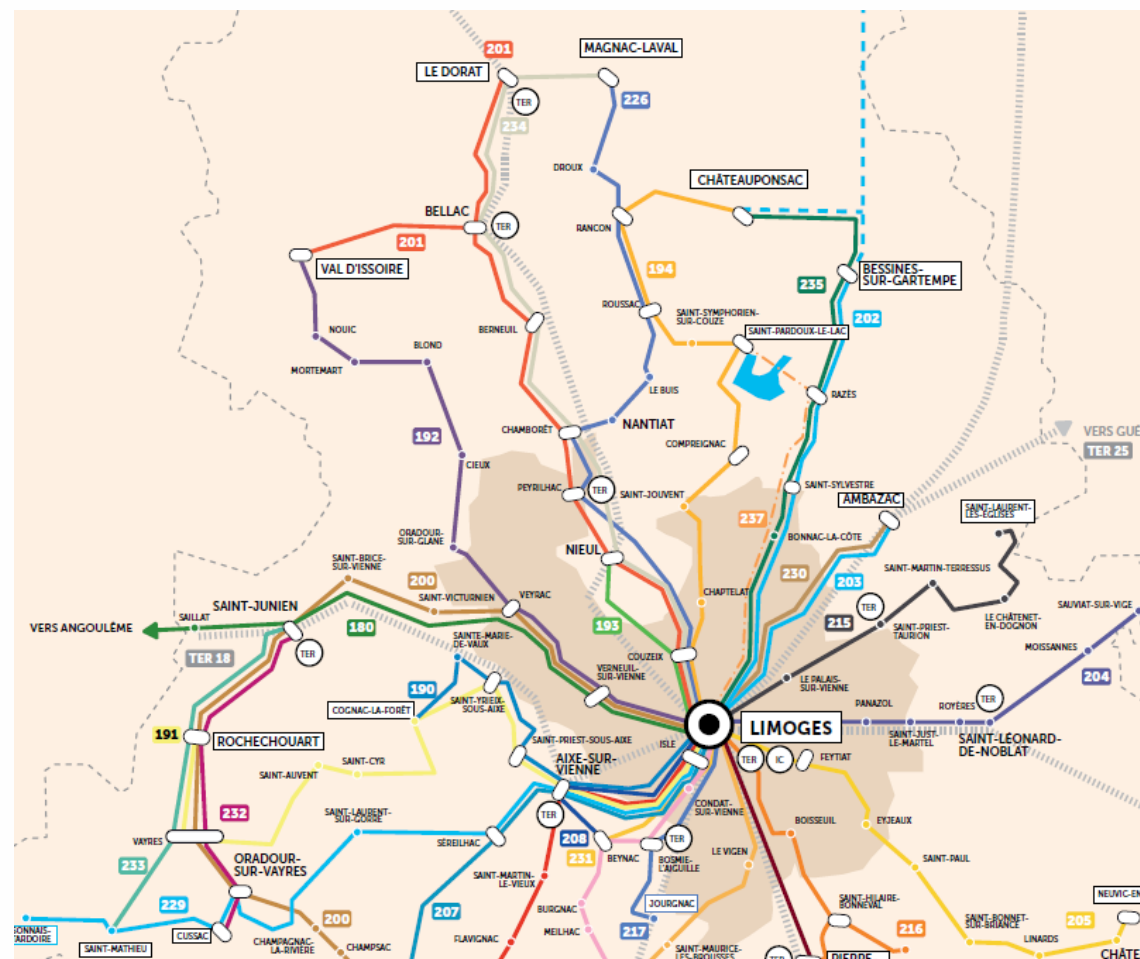 201
MAGNAC-LAVAL
LE DORAT
TER
226
234
DROUX
CHÂTEAUPONSAC
BELLAC
TER
RANCON
201
VAL D'ISSOIRE
194
235
BESSINES-
SUR-GARTEMPE
ROUSSAC
SAINT-SYMPHORIEN-
SUR-COUZE
202
NOUIC
BERNEUIL
SAINT-PARDOUX-LE-LAC
BLOND
MORTEMART
LE BUIS
RAZÈS
CHAMBORÊT
NANTIAT
VERS GUÉ
TER 25
192
COMPREIGNAC
CIEUX
PEYRILHAC
TER
SAINT-JOUVENT
SAINT-SYLVESTRE
AMBAZAC
SAINT-LAURENT-
LES-ÉGLISES
237
ORADOUR-
SUR-GLANE
BONNAC-LA-CÔTE
NIEUL
SAINT-BRICE-
SUR-VIENNE
200
230
203
SAINT-MARTIN-TERRESSUS
SAINT-VICTURNIEN
VEYRAC
CHAPTELAT
SAINT-JUNIEN
SAILLAT
TER
SAUVIAT-SUR-VIGE
LE CHÂTENET-
EN-DOGNON
VERS ANGOULÊME
180
193
215
SAINT-PRIEST-
TAURION
SAINTE-MARIE-
DE-VAUX
TER 18
TER
COUZEIX
MOISSANNES
VERNEUIL-
SUR-VIENNE
204
LE PALAIS-
SUR-VIENNE
190
SAINT-YRIEIX-
SOUS-AIXE
PANAZOL
ROYÈRES
TER
COGNAC-LA-FORÊT
191
ROCHECHOUART
LIMOGES
SAINT-JUST-
LE-MARTEL
SAINT-LÉONARD-
DE-NOBLAT
SAINT-PRIEST-SOUS-AIXE
ISLE
AIXE-SUR-
VIENNE
TER
IC
FEYTIAT
SAINT-CYR
SAINT-AUVENT
232
SAINT-LAURENT-
SUR-GORRE
TER
CONDAT-
SUR-VIENNE
BOISSEUIL
EYJEAUX
VAYRES
SÉREILHAC
208
231
TER
BEYNAC
BOSMIE-
L'AIGUILLE
LE VIGEN
233
ORADOUR-
SUR-VAYRES
SAINT-PAUL
SAINT-MARTIN-
LE-VIEUX
229
200
207
BURGNAC
JOURGNAC
SAINT-HILAIRE-
BONNEVAL
NEUVIC-EN
SONNAIS-
TARDOIRE
CUSSAC
SAINT-MATHIEU
CHAMPAGNAC-
LA-RIVIÈRE
CHAMPSAC
FLAVIGNAC
MEILHAC
217
216
SAINT-BONNET-
SUR-BRIANCE
205
LINARDS
SAINT-MAURICE-
LES-BROUSSES
TER
PIERRE
CHÂTE